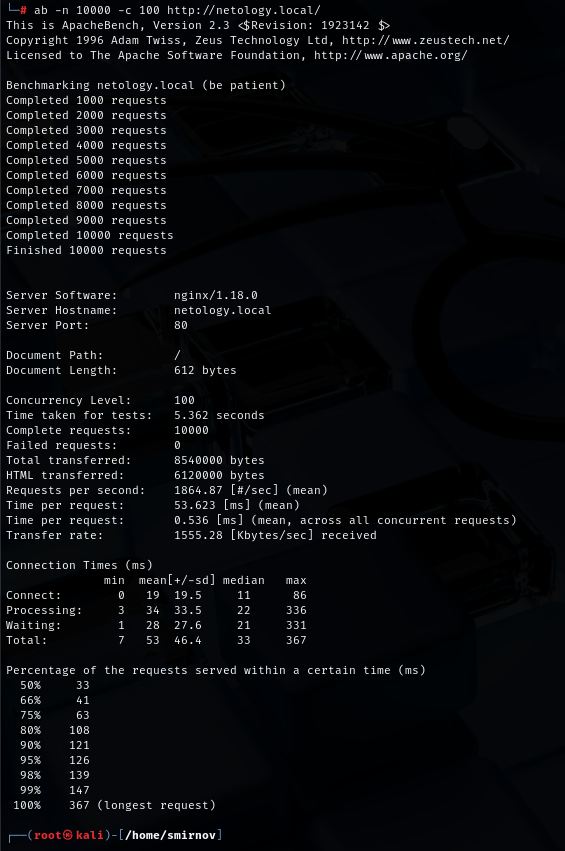 └─# ab -n 10000 -c 100 http://netology.local/
This is ApacheBench, Version 2.3 <$Revision: 1923142 $>
Copyright 1996 Adam Twiss, Zeus Technology Ltd, http://www.zeustech.net/
Licensed to The Apache Software Foundation, http://www.apache.org/

Benchmarking netology.local (be patient)
Completed 1000 requests
Completed 2000 requests
Completed 3000 requests
Completed 4000 requests
Completed 5000 requests
Completed 6000 requests
Completed 7000 requests
Completed 8000 requests
Completed 9000 requests
Completed 10000 requests
Finished 10000 requests


Server Software:        nginx/1.18.0
Server Hostname:        netology.local
Server Port:            80

Document Path:          /
Document Length:        612 bytes

Concurrency Level:      100
Time taken for tests:   5.362 seconds
Complete requests:      10000
Failed requests:        0
Total transferred:      8540000 bytes
HTML transferred:       6120000 bytes
Requests per second:    1864.87 [#/sec] (mean)
Time per request:       53.623 [ms] (mean)
Time per request:       0.536 [ms] (mean, across all concurrent requests)
Transfer rate:          1555.28 [Kbytes/sec] received

Connection Times (ms)
              min  mean[+/-sd] median   max
Connect:        0   19  19.5     11      86
Processing:     3   34  33.5     22     336
Waiting:        1   28  27.6     21     331
Total:          7   53  46.4     33     367

Percentage of the requests served within a certain time (ms)
  50%     33
  66%     41
  75%     63
  80%    108
  90%    121
  95%    126
  98%    139
  99%    147
 100%    367 (longest request)

┌──(root㉿kali)-[/home/smirnov]